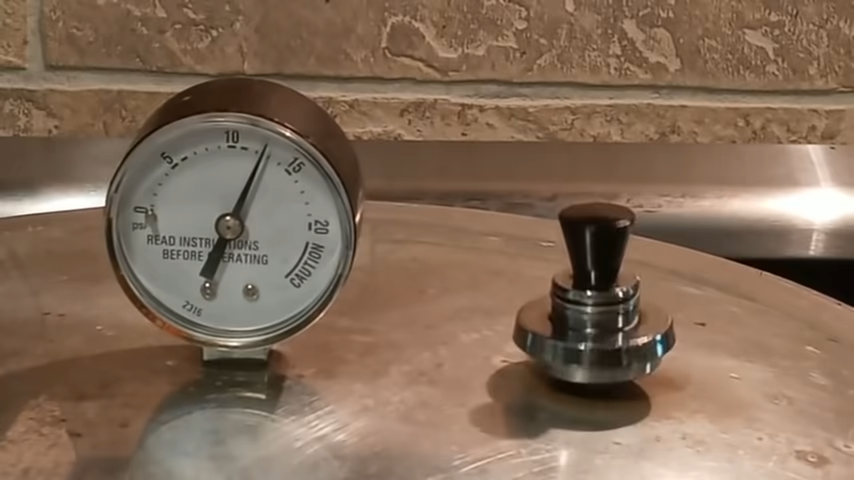 10
5
15
0
psi
20
READ INSTRUCTIONS
BEFORE OPERATING
CAUTION
2316